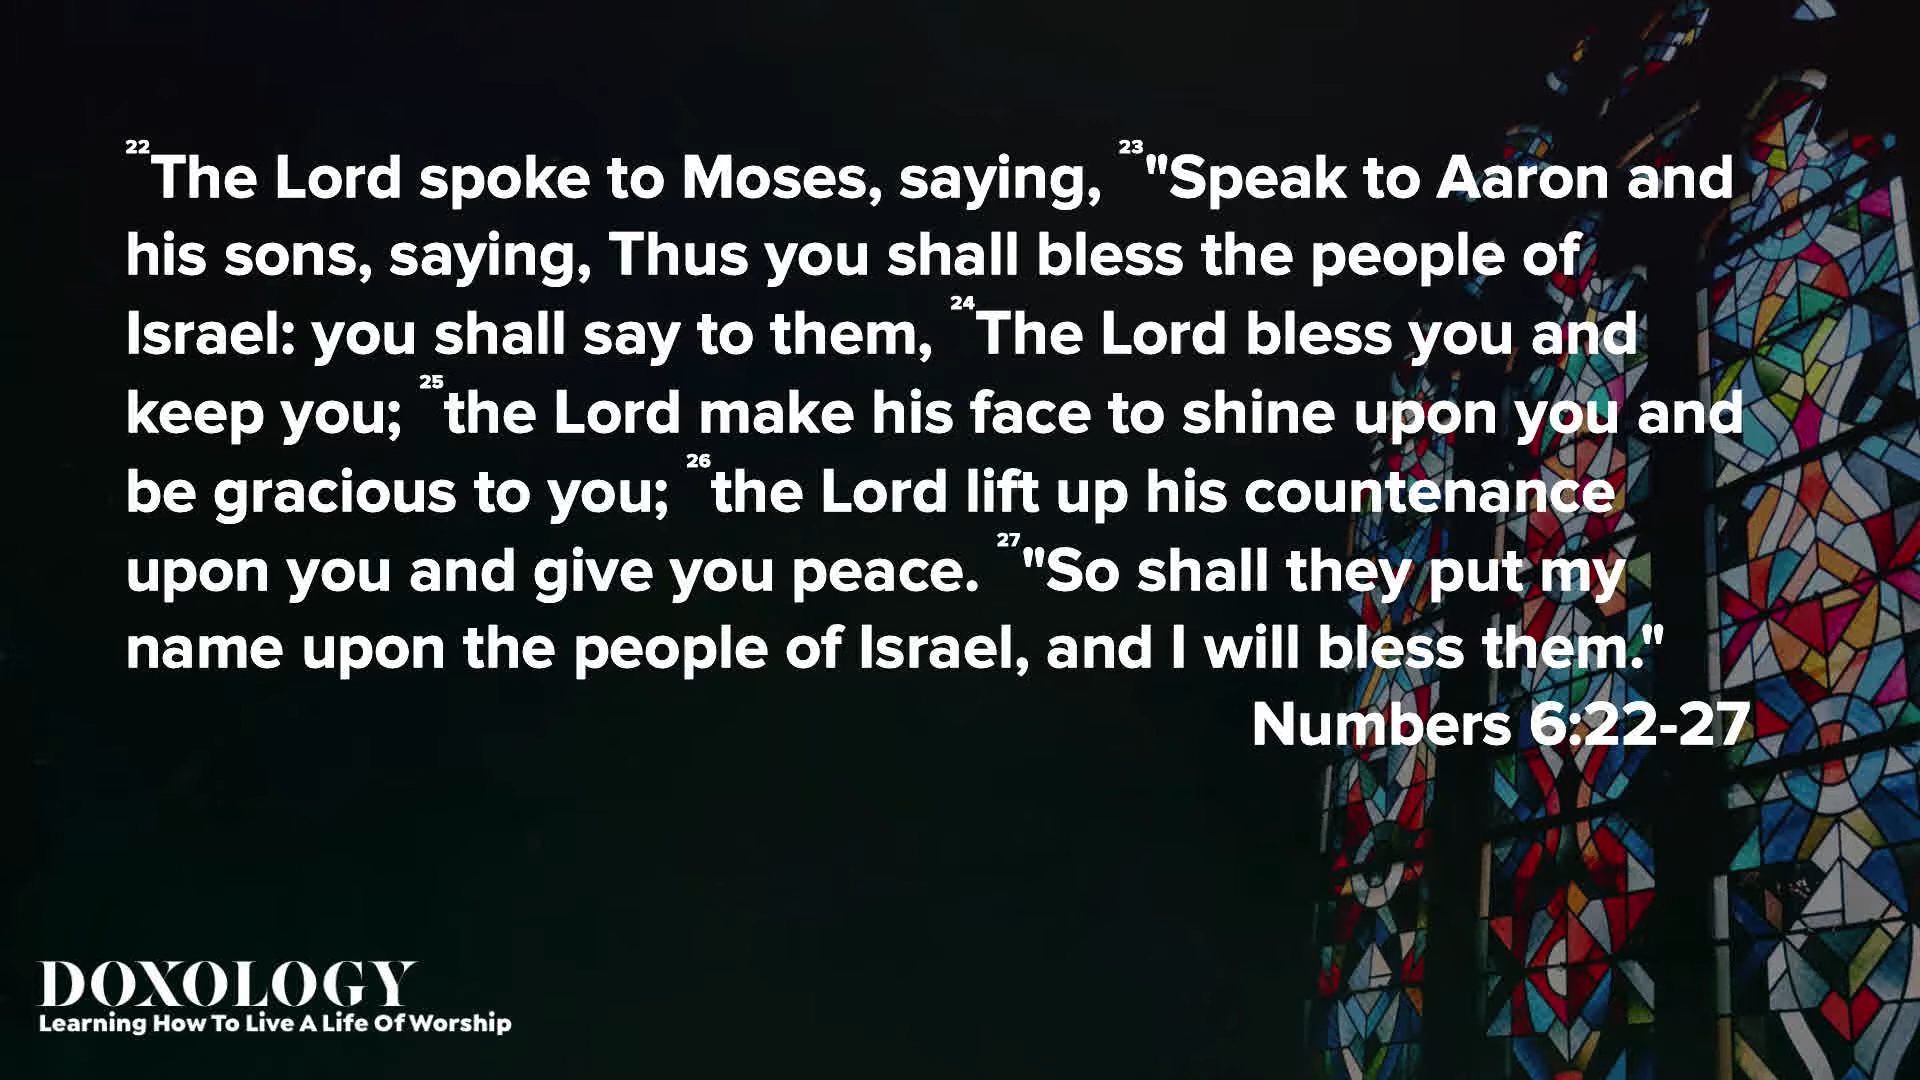 22The Lord spoke to Moses, saying, 23"Speak to Aaron and
his sons, saying, Thus you shall bless the people of
Israel: you shall say to them, 24The Lord bless you and
keep you; 25the Lord make his face to shine upon you and
be gracious to you; 26the Lord lift up his countenance
upon you and give you peace. 27"So shall they put my
name upon the people of Israel, and I will bless them."
Numbers 6:22-27
DOXOLOGY
Learning How To Live A Life Of Worship